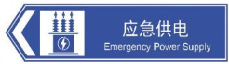 应急供电
Emergency Power Supply